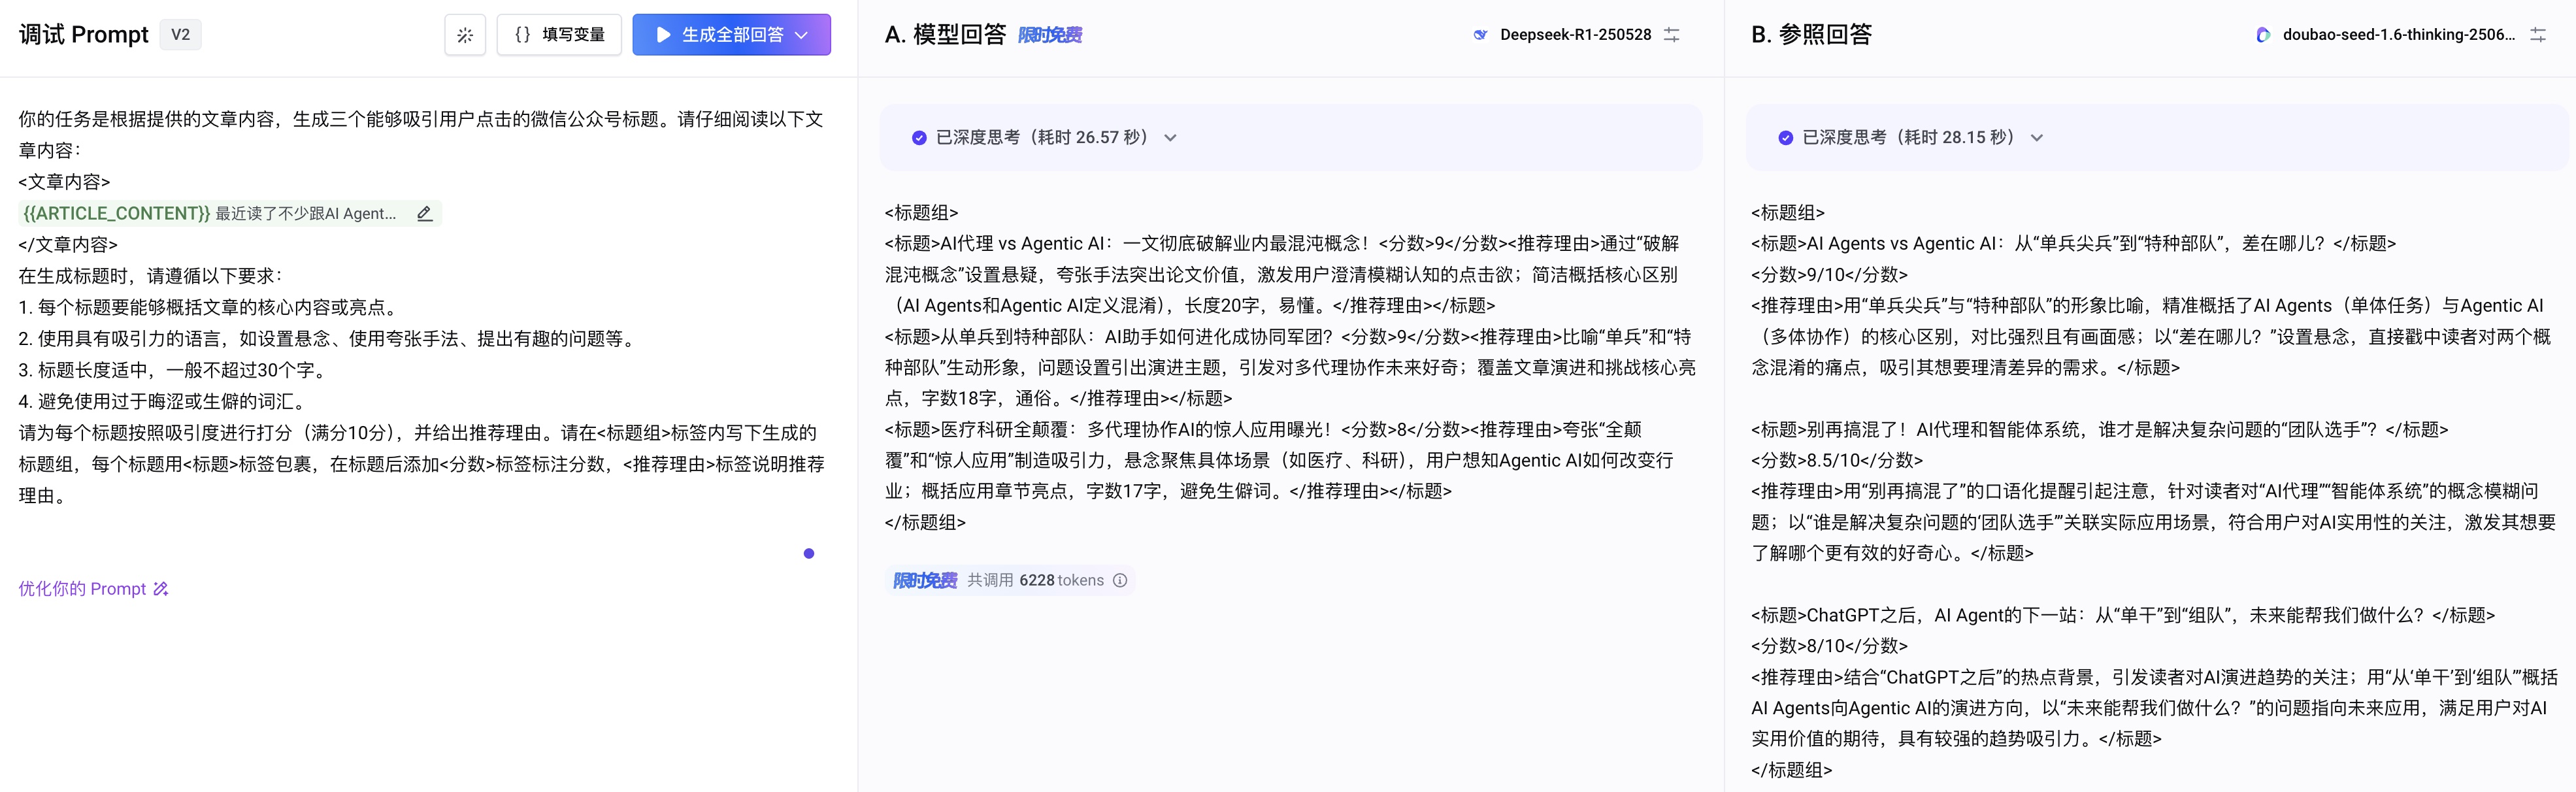 调试 Prompt V2
{} 填写变量
生成全部回答
你的任务是根据提供的文章内容，生成三个能够吸引用户点击的微信公众号标题。请仔细阅读以下文
章内容：
<文章内容>
{{ARTICLE_CONTENT}} 最近读了不少跟AI Agent...
</文章内容>
在生成标题时，请遵循以下要求：
1. 每个标题要能够概括文章的核心内容或亮点。
2. 使用具有吸引力的语言，如设置悬念、使用夸张手法、提出有趣的问题等。
3. 标题长度适中，一般不超过30个字。
4. 避免使用过于晦涩或生僻的词汇。
请为每个标题按照吸引度进行打分（满分10分），并给出推荐理由。请在<标题组>标签内写下生成的
标题组，每个标题用<标题>标签包裹，在标题后添加<分数>标签标注分数，<推荐理由>标签说明推荐
理由。
优化你的 Prompt
A. 模型回答 限时免费
Deepseek-R1-250528
已深度思考（耗时 26.57 秒）
<标题组>
<标题>AI代理 vs Agentic AI：一文彻底破解业内最混沌概念！<分数>9</分数><推荐理由>通过“破解
混沌概念”设置悬疑，夸张手法突出论文价值，激发用户澄清模糊认知的点击欲；简洁概括核心区别
（AI Agents和Agentic AI定义混淆），长度20字，易懂。</推荐理由></标题>
<标题>从单兵到特种部队：AI助手如何进化成协同军团？<分数>9</分数><推荐理由>比喻“单兵”和“特
种部队”生动形象，问题设置引出演进主题，引发对多代理协作未来好奇；覆盖文章演进和挑战核心亮
点，字数18字，通俗。</推荐理由></标题>
<标题>医疗科研全颠覆：多代理协作AI的惊人应用曝光！<分数>8</分数><推荐理由>夸张“全颠
覆”和“惊人应用”制造吸引力，悬念聚焦具体场景（如医疗、科研），用户想知Agentic AI如何改变行
业；概括应用章节亮点，字数17字，避免生僻词。</推荐理由></标题>
</标题组>
限时免费 共调用 6228 tokens
B. 参照回答
doubao-seed-1.6-thinking-2506...
已深度思考（耗时 28.15 秒）
<标题组>
<标题>AI Agents vs Agentic AI：从“单兵尖兵”到“特种部队”，差在哪儿？</标题>
<分数>9/10</分数>
<推荐理由>用“单兵尖兵”与“特种部队”的形象比喻，精准概括了AI Agents（单体任务）与Agentic AI
（多体协作）的核心区别，对比强烈且有画面感；以“差在哪儿？”设置悬念，直接戳中读者对两个概
念混淆的痛点，吸引其想要理清差异的需求。</标题>
<标题>别再搞混了！AI代理和智能体系统，谁才是解决复杂问题的“团队选手”？</标题>
<分数>8.5/10</分数>
<推荐理由>用“别再搞混了”的口语化提醒引起注意，针对读者对“AI代理”“智能体系统”的概念模糊问
题；以“谁是解决复杂问题的‘团队选手’”关联实际应用场景，符合用户对AI实用性的关注，激发其想要
了解哪个更有效的好奇心。</标题>
<标题>ChatGPT之后，AI Agent的下一站：从“单干”到“组队”，未来能帮我们做什么？</标题>
<分数>8/10</分数>
<推荐理由>结合“ChatGPT之后”的热点背景，引发读者对AI演进趋势的关注；用“从‘单干’到‘组队’”概括
AI Agents向Agentic AI的演进方向，以“未来能帮我们做什么？”的问题指向未来应用，满足用户对AI
实用价值的期待，具有较强的趋势吸引力。</标题>
</标题组>